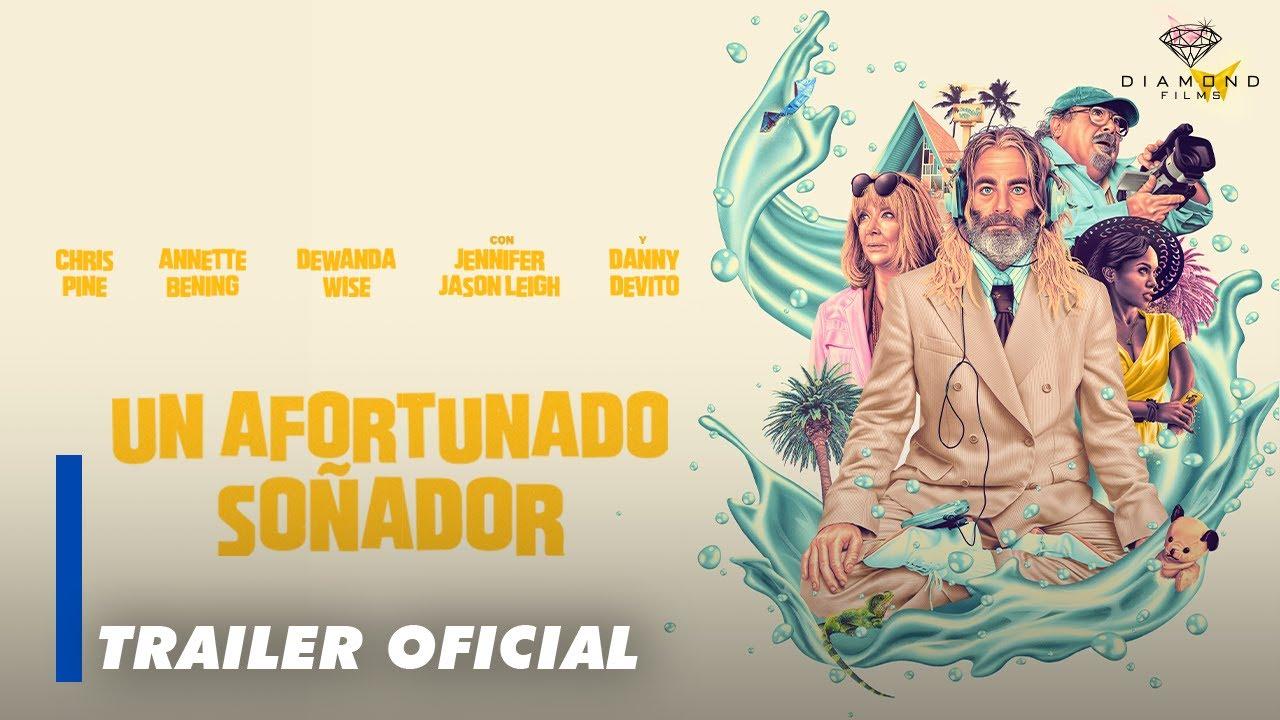 DIAMOND
FILMS
CHRIS
PINE
ANNETTE
BENING
DEWANDA
WISE
CON
JENNIFER
JASON LEIGH
Y
DANNY
DEVITO
UN AFORTUNADO
SOÑADOR
TRAILER OFICIAL